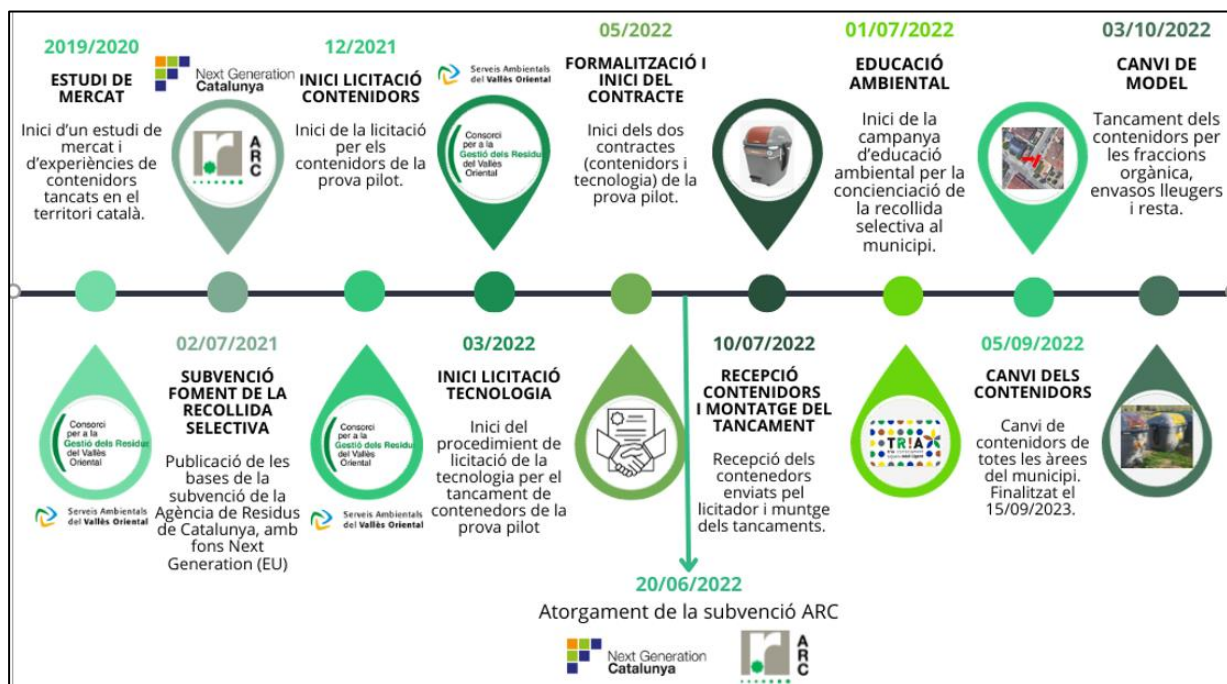 2019/2020
ESTUDI DE
MERCAT
Inici d'un estudi de
mercat i
d'experiències de
contenidors
tancats en el
territori català.
Next Generation
Catalunya
ARC
12/2021
INICI LICITACIÓ
CONTENIDORS
Inici de la licitació
per els
contenidors de la
prova pilot.
Serveis Ambientals
del Vallès Oriental
Consorci
per a la
Gestió dels Residus
del Vallès Oriental
05/2022
FORMALITZACIÓ I
INICI DEL
CONTRACTE
Inici dels dos
contractes
(contenidors i
tecnologia) de la
prova pilot.
01/07/2022
EDUCACIÓ
AMBIENTAL
Inici de la
campanya
d'educació
ambiental per la
concienciació de
la recollida
selectiva al
municipi.
03/10/2022
CANVI DE
MODEL
Tancament dels
contenidors per
les fraccions
orgànica,
envasos lleugers
i resta.
Consorci
per a la
Gestió dels Residus
del Vallès Oriental
Serveis Ambientals
del Vallès Oriental
02/07/2021
SUBVENCIÓ
FOMENT DE LA
RECOLLIDA
SELECTIVA
Publicació de les
bases de la
subvenció de la
Agència de Residus
de Catalunya, amb
fons Next
Generation (EU)
Consorci
per a la
Gestió dels Residus
del Vallès Oriental
Serveis Ambientals
del Vallès Oriental
03/2022
INICI LICITACIÓ
TECNOLOGIA
Inici del
procediment de
licitació de la
tecnologia per el
tancament de
contenedors de la
prova pilot
10/07/2022
RECEPCIÓ
CONTENIDORS
I MONTATGE DEL
TANCAMENT
Recepció dels
contenedors
enviats pel
licitador i muntge
dels tancaments.
TRIA
05/09/2022
CANVI DELS
CONTENIDORS
Canvi de
contenidors de
totes les àrees
del municipi.
Finalitzat el
15/09/2023.
20/06/2022
Atorgament de la subvenció ARC
Next Generation
Catalunya
ARC